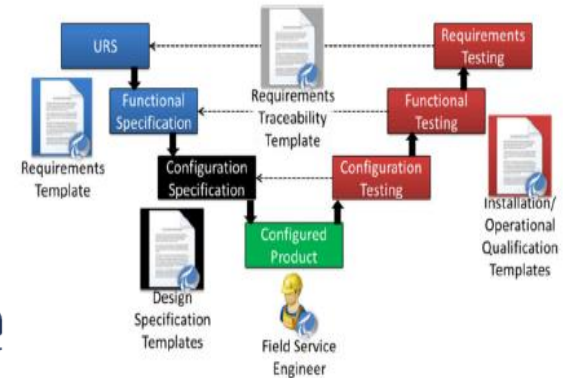 URS
Requirements
Testing
Functional
Specification
Requirements
Traceability
Template
Functional
Testing
Requirements
Template
Configuration
Specification
Configuration
Testing
Installation/
Operational
Qualification
Templates
Configured
Product
Design
Specification
Templates
Field Service
Engineer